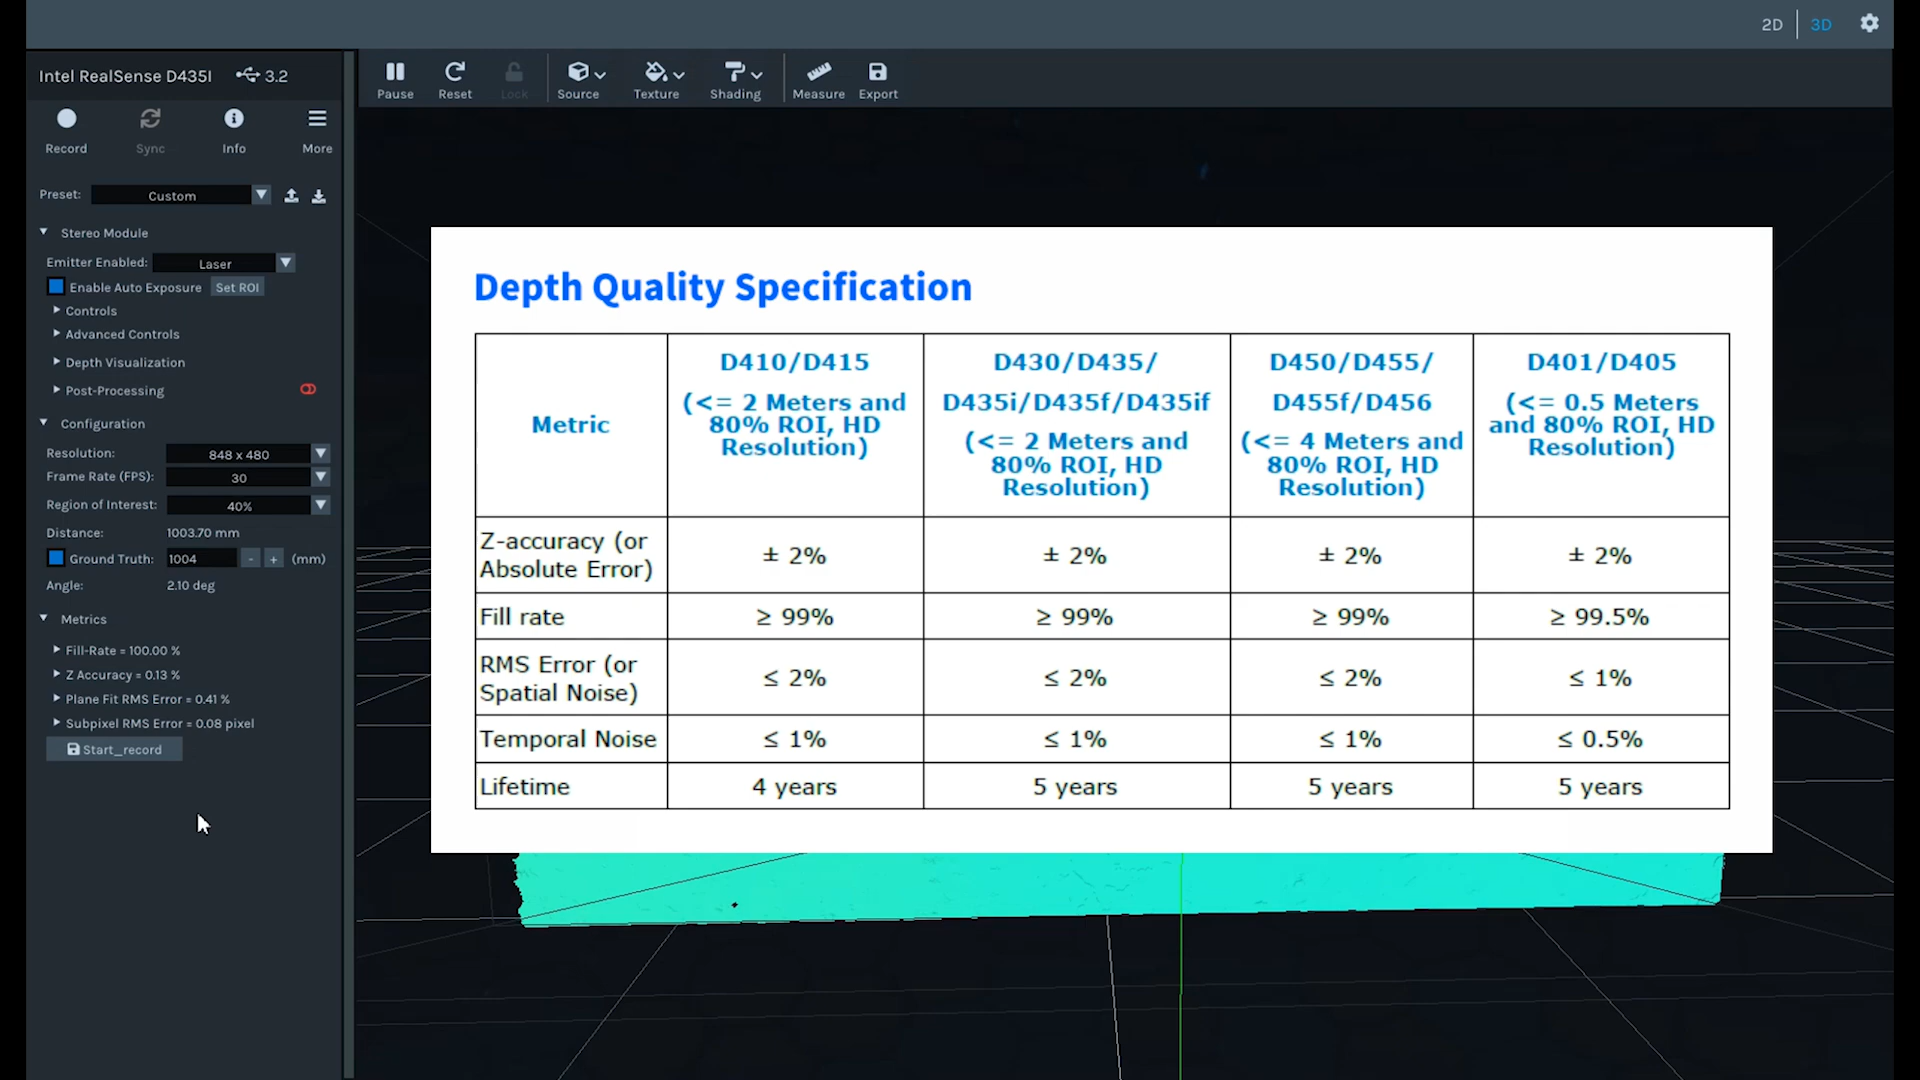 2D 3D
Intel RealSense D435I 3.2
Pause Reset Lock Source Texture Shading Measure Export
Record Sync Info More
Preset: Custom
Stereo Module
Emitter Enabled: Laser
Enable Auto Exposure Set ROI
Controls
Advanced Controls
Depth Visualization
Post-Processing
Configuration
Resolution: 848 x 480
Frame Rate (FPS): 30
Region of Interest: 40%
Distance: 1003.70 mm
Ground Truth: 1004 - + (mm)
Angle: 2.10 deg
Metrics
Fill-Rate = 100.00 %
Z Accuracy = 0.13 %
Plane Fit RMS Error = 0.41 %
Subpixel RMS Error = 0.08 pixel
Start_record
Depth Quality Specification
Metric
D410/D415
(<= 2 Meters and
80% ROI, HD
Resolution)
D430/D435/
D435i/D435f/D435if
(<= 2 Meters and
80% ROI, HD
Resolution)
D450/D455/
D455f/D456
(<= 4 Meters and
80% ROI, HD
Resolution)
D401/D405
(<= 0.5 Meters
and 80% ROI, HD
Resolution)
Z-accuracy (or
Absolute Error)
± 2% ± 2% ± 2% ± 2%
Fill rate ≥ 99% ≥ 99% ≥ 99% ≥ 99.5%
RMS Error (or
Spatial Noise)
≤ 2% ≤ 2% ≤ 2% ≤ 1%
Temporal Noise ≤ 1% ≤ 1% ≤ 1% ≤ 0.5%
Lifetime 4 years 5 years 5 years 5 years